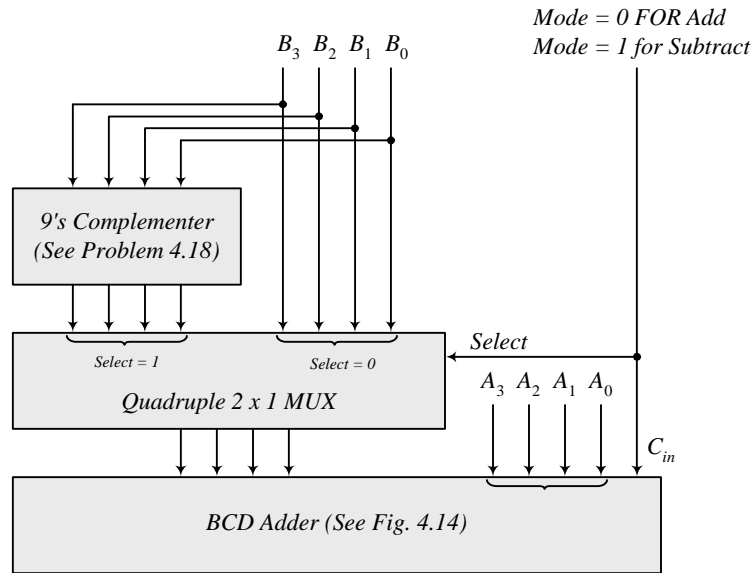 Mode = 0 FOR Add
Mode = 1 for Subtract
B3 B2 B1 B0
9's Complementer
(See Problem 4.18)
Select = 1
Select = 0
Select
Quadruple 2 x 1 MUX
A3 A2 A1 A0
Cin
BCD Adder (See Fig. 4.14)